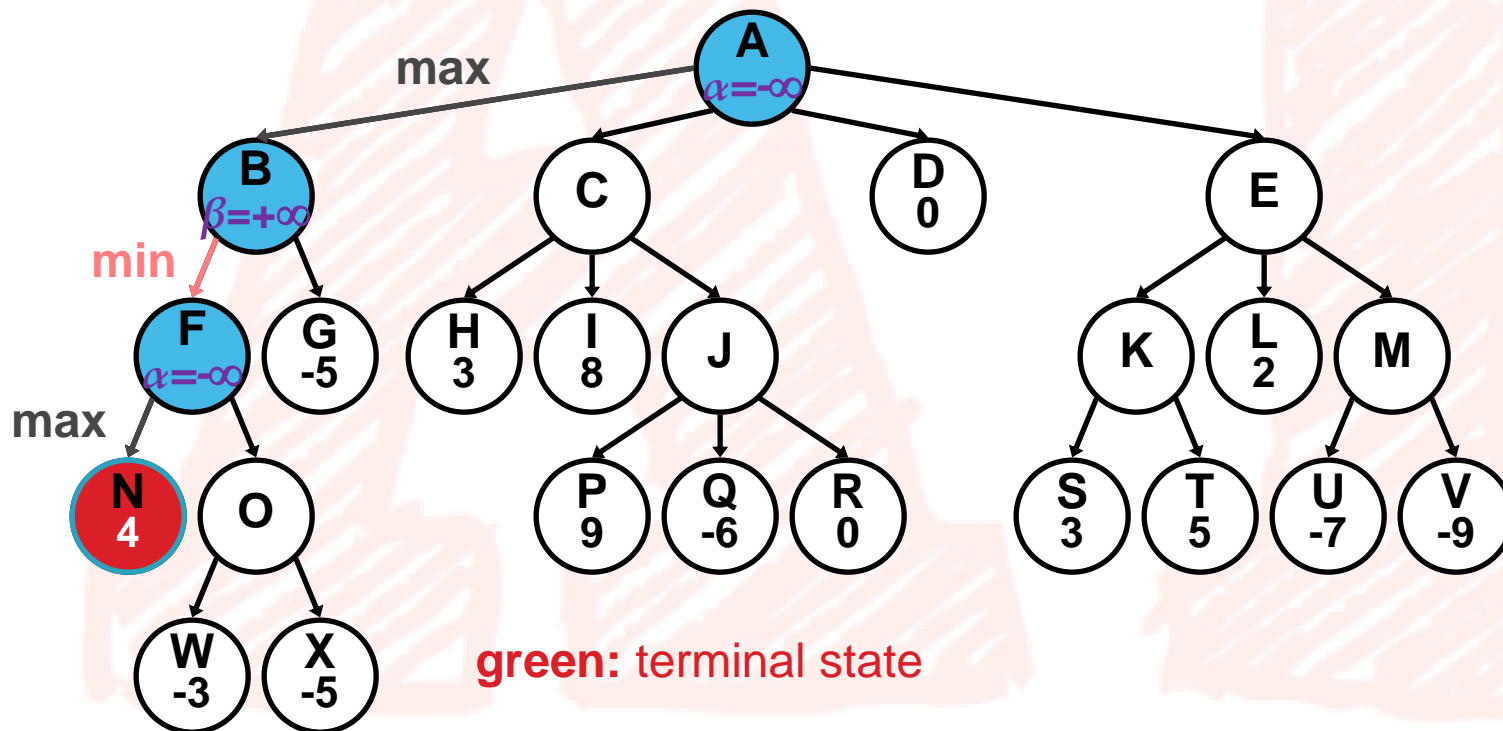 A
α=-∞
max
B
β=+∞
C
D
0
E
min
F
α=-∞
G
-5
H
3
I
8
J
K
L
2
M
max
N
4
O
P
9
Q
-6
R
0
S
3
T
5
U
-7
V
-9
W
-3
X
-5
green: terminal state